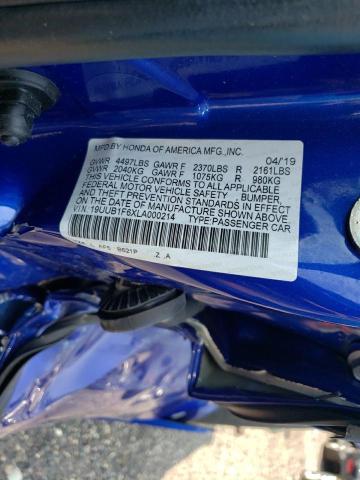 MFD.BY HONDA OF AMERICA MFG.,INC. 04/19
GVWR 4497LBS GAWR F 2370LBS R 2161LBS
GVWR 2040KG GAWR F 1075KG R 980KG
THIS VEHICLE CONFORMS TO ALL APPLICABLE
FEDERAL MOTOR VEHICLE SAFETY , BUMPER,
AND THEFT PREVENTION STANDARDS IN EFFECT
ON THE DATE OF MANUFACTURE SHOWN ABOVE.
V I N :19UUB1F6XLA000214 TYPE:PASSENGER CAR
B621P Z .A